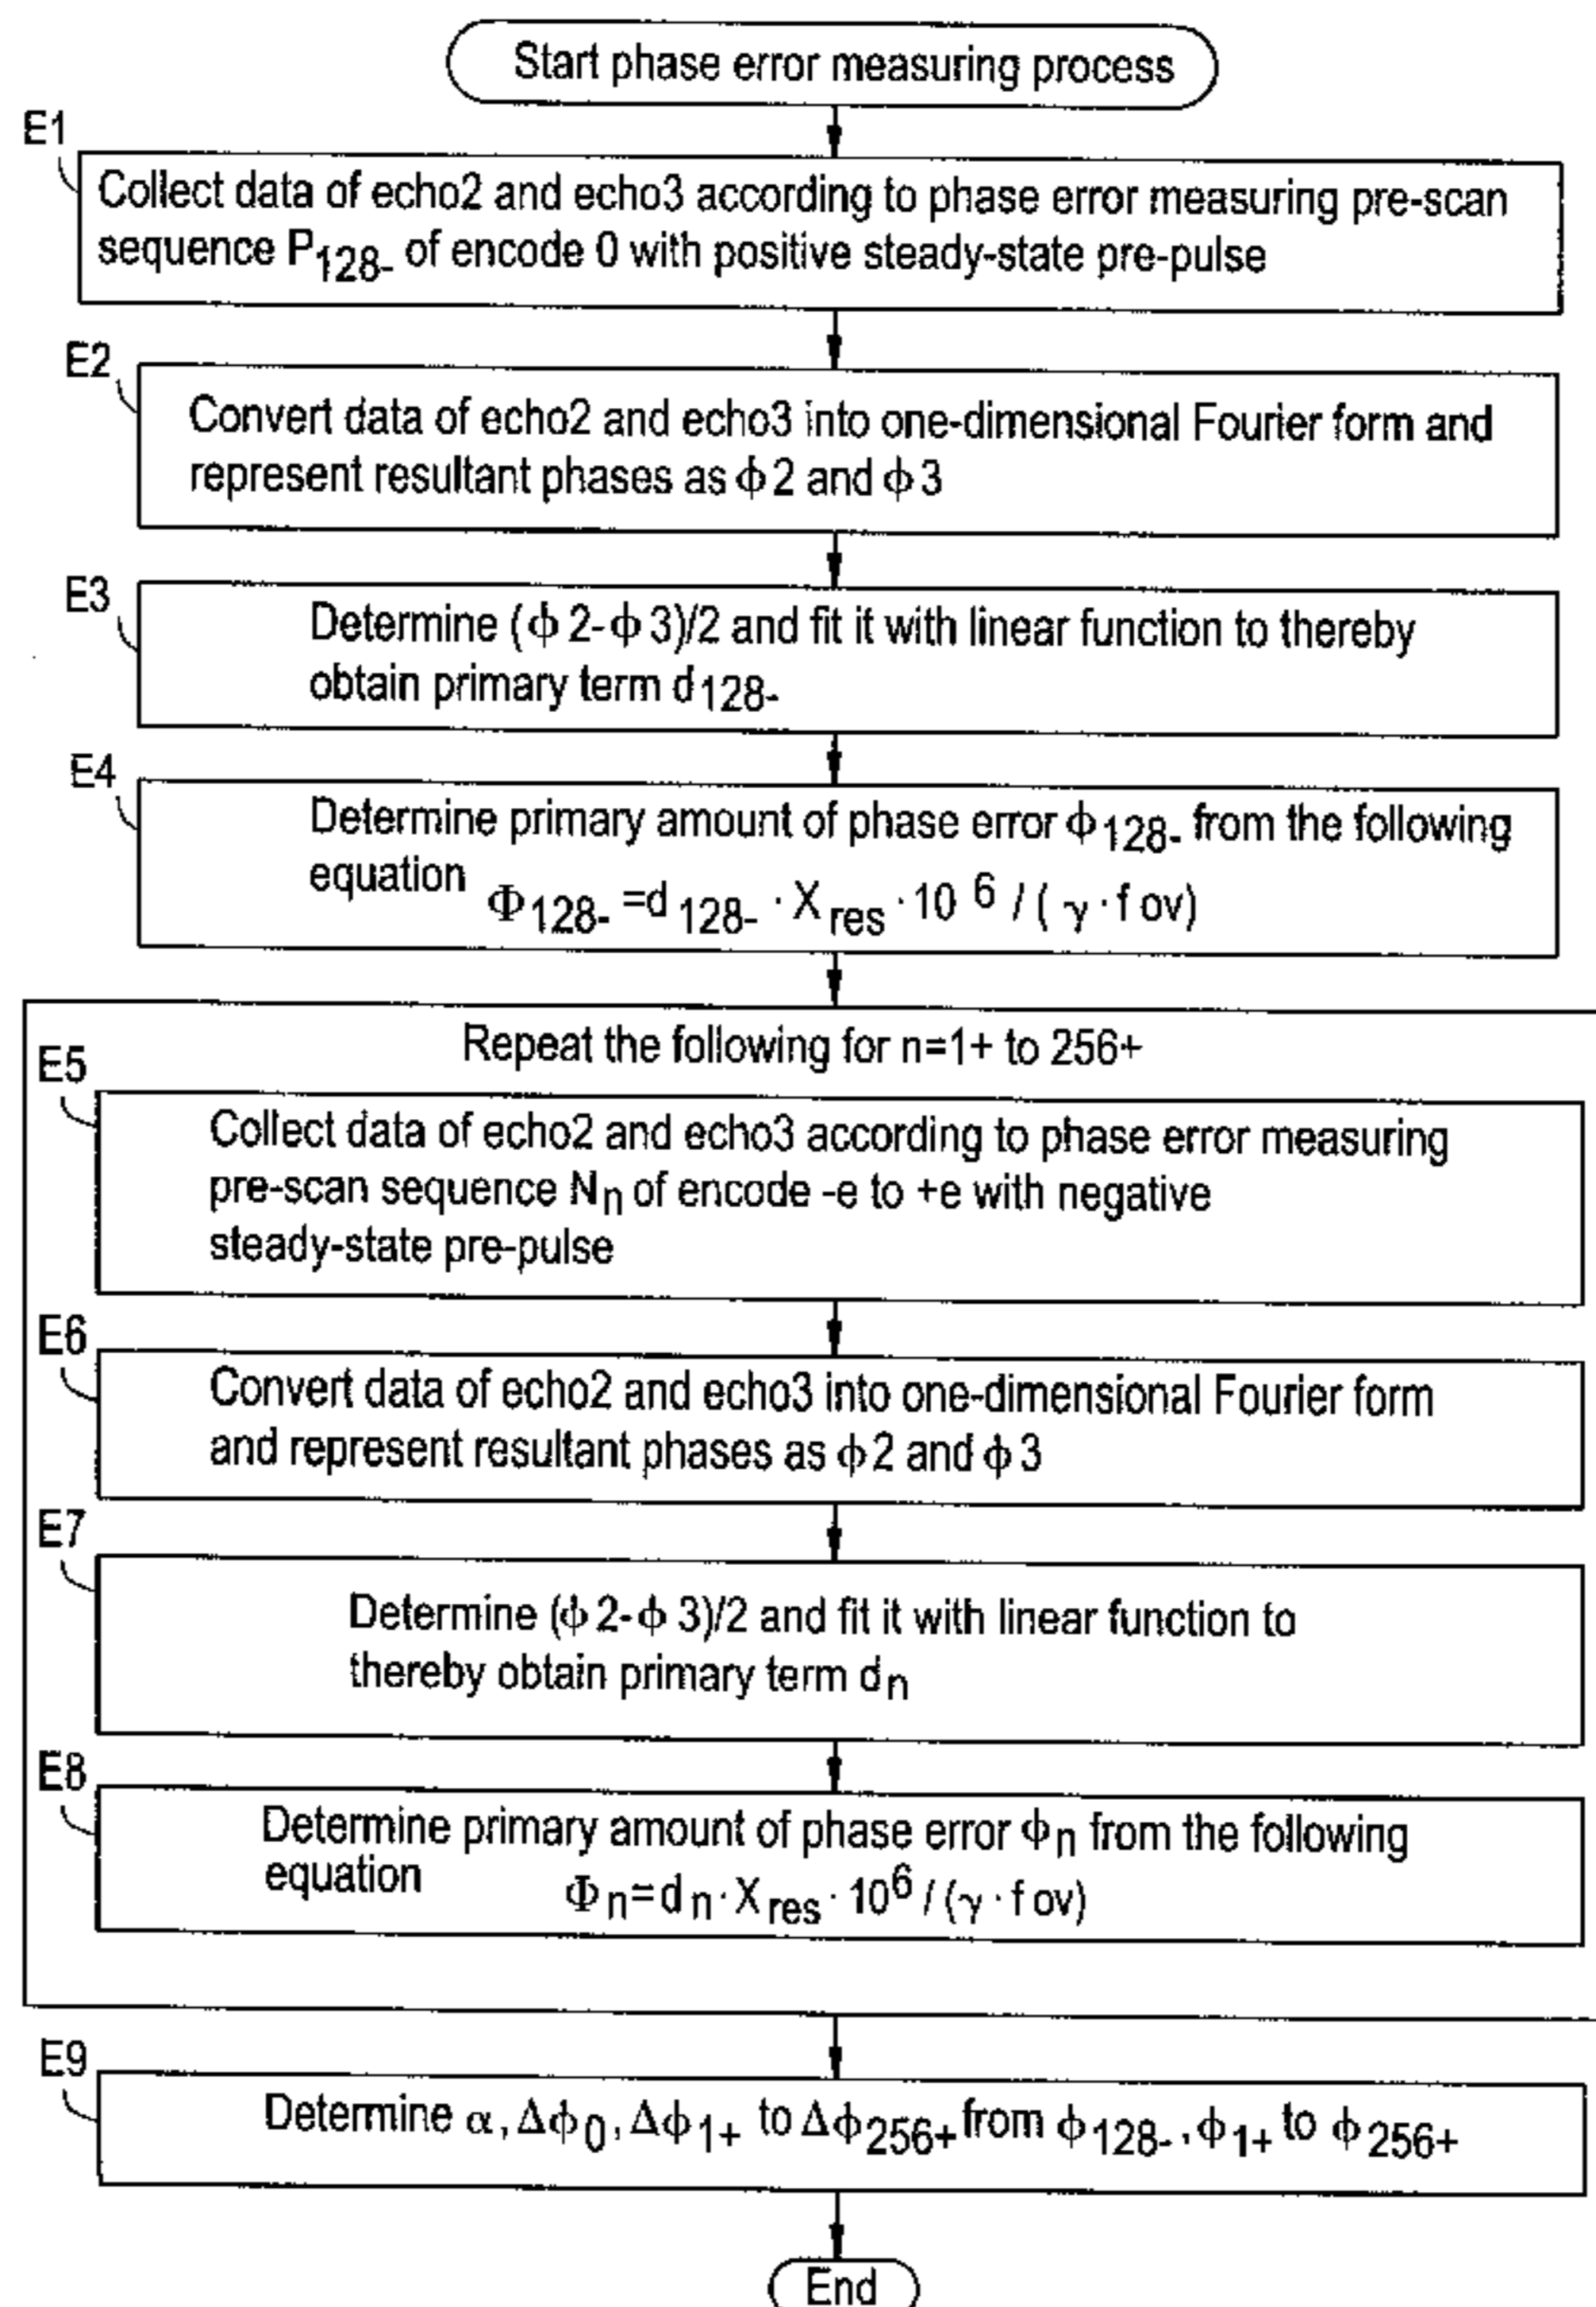 Start phase error measuring process
E1
Collect data of echo2 and echo3 according to phase error measuring pre-scan
sequence P128- of encode 0 with positive steady-state pre-pulse
E2
Convert data of echo2 and echo3 into one-dimensional Fourier form and
represent resultant phases as ϕ2 and ϕ3
E3
Determine (ϕ2-ϕ3)/2 and fit it with linear function to thereby
obtain primary term d128-
E4
Determine primary amount of phase error ϕ128- from the following
equation
Φ128- =d128- · Xres · 10^6 / ( γ · f ov)
Repeat the following for n=1+ to 256+
E5
Collect data of echo2 and echo3 according to phase error measuring
pre-scan sequence Nn of encode -e to +e with negative
steady-state pre-pulse
E6
Convert data of echo2 and echo3 into one-dimensional Fourier form
and represent resultant phases as ϕ2 and ϕ3
E7
Determine (ϕ2-ϕ3)/2 and fit it with linear function to
thereby obtain primary term dn
E8
Determine primary amount of phase error ϕn from the following
equation
Φn=dn · Xres · 10^6 / (γ · f ov)
E9
Determine α, Δϕ0, Δϕ1+ to Δϕ256+ from ϕ128-, ϕ1+ to ϕ256+
End